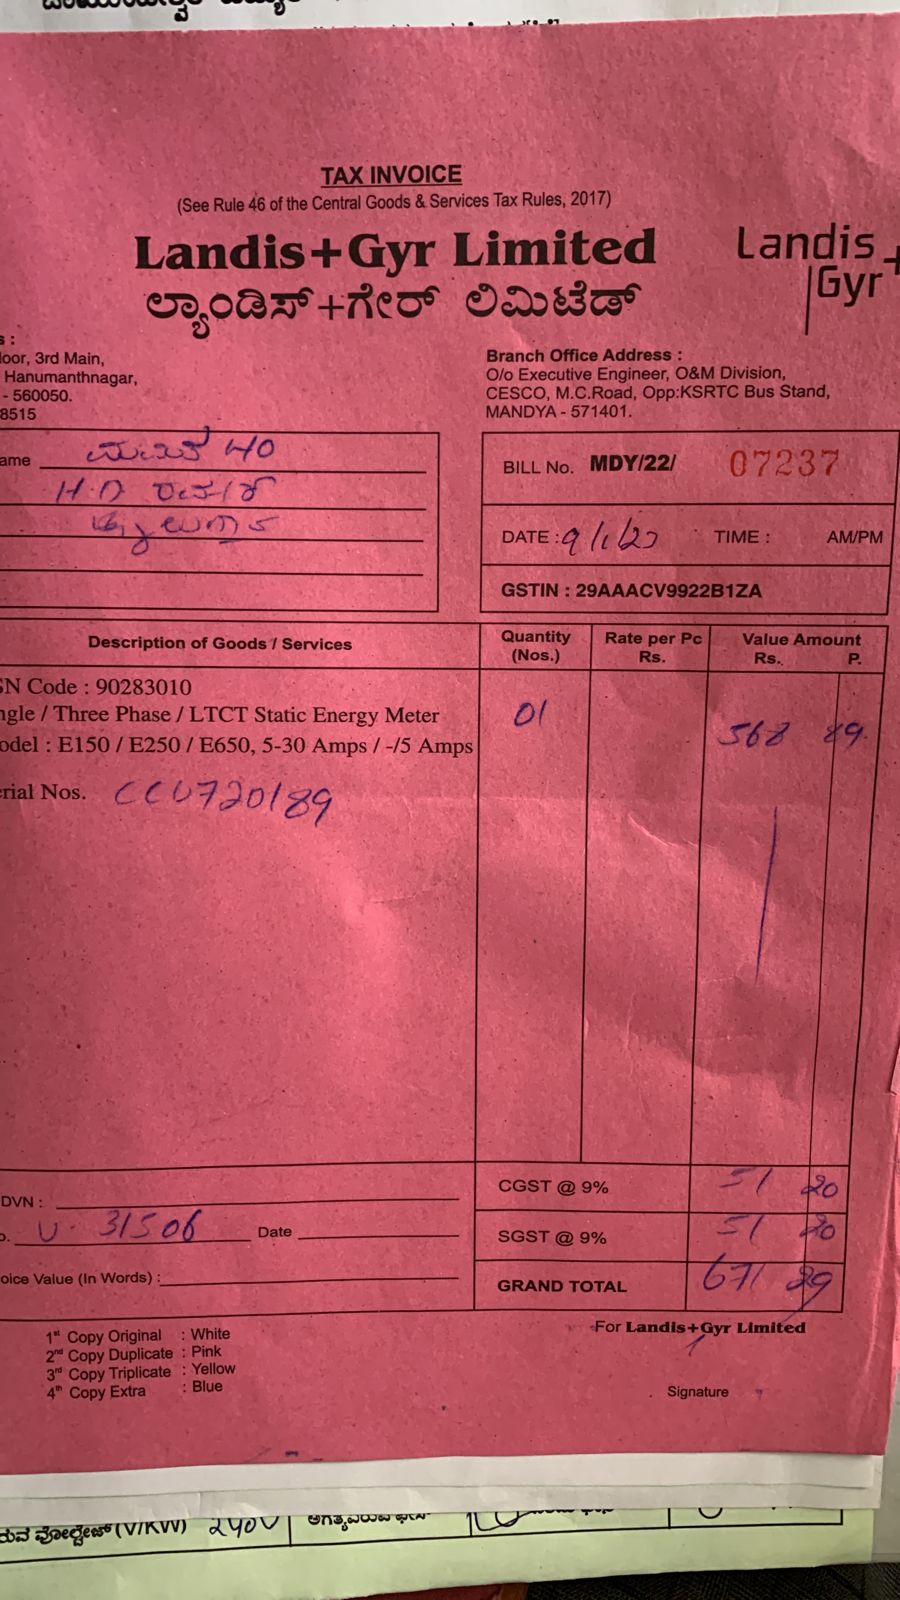 TAX INVOICE
(See Rule 46 of the Central Goods & Services Tax Rules, 2017)
Landis+Gyr Limited
ಲ್ಯಾಂಡಿಸ್+ಗೇರ್ ಲಿಮಿಟೆಡ್
Landis+
Gyr
s :
loor, 3rd Main,
Hanumanthnagar,
- 560050.
8515
Branch Office Address :
O/o Executive Engineer, O&M Division,
CESCO, M.C.Road, Opp:KSRTC Bus Stand,
MANDYA - 571401.
ame
BILL No. MDY/22/ 07237
DATE : 9/1/23 TIME : AM/PM
GSTIN : 29AAACV9922B1ZA
Description of Goods / Services Quantity (Nos.) Rate per Pc Rs. Value Amount Rs. P.
SN Code : 90283010
ngle / Three Phase / LTCT Static Energy Meter 01 568 89
odel : E150 / E250 / E650, 5-30 Amps / -/5 Amps
erial Nos.
CGST @ 9% 51 20
DVN :
o. U. 31506 Date
SGST @ 9% 51 20
oice Value (In Words) :
GRAND TOTAL 671 29
For Landis+Gyr Limited
1st Copy Original : White
2nd Copy Duplicate : Pink
3rd Copy Triplicate : Yellow
4th Copy Extra : Blue
Signature
ರುವ ವೋಲ್ಟೇಜ್ (V/KW) 240V